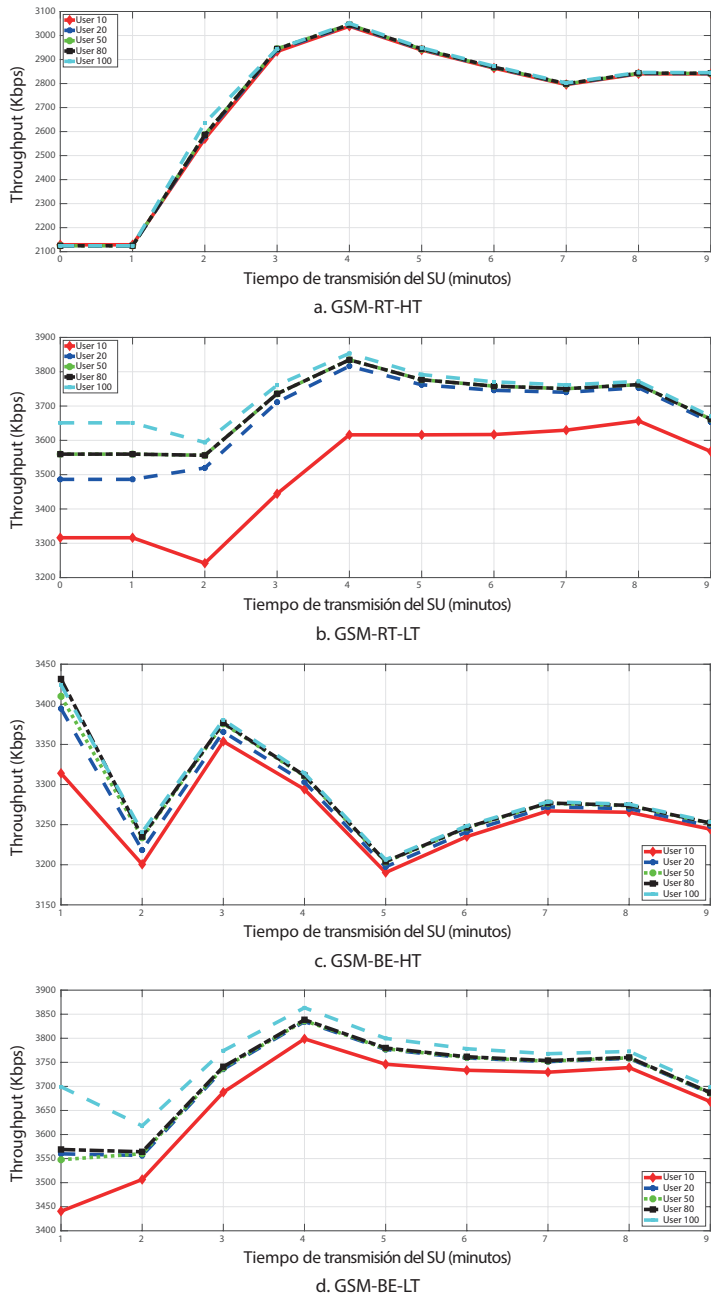 3100
3000
2900
2800
2700
2600
2500
2400
2300
2200
2100
Throughput (Kbps)
User 10
User 20
User 50
User 80
User 100
0 1 2 3 4 5 6 7 8 9
Tiempo de transmisión del SU (minutos)
a. GSM-RT-HT
3900
3800
3700
3600
3500
3400
3300
3200
Throughput (Kbps)
User 10
User 20
User 50
User 80
User 100
0 1 2 3 4 5 6 7 8 9
Tiempo de transmisión del SU (minutos)
b. GSM-RT-LT
3450
3400
3350
3300
3250
3200
3150
Throughput (Kbps)
User 10
User 20
User 50
User 80
User 100
1 2 3 4 5 6 7 8 9
Tiempo de transmisión del SU (minutos)
c. GSM-BE-HT
3900
3850
3800
3750
3700
3650
3600
3550
3500
3450
3400
Throughput (Kbps)
User 10
User 20
User 50
User 80
User 100
1 2 3 4 5 6 7 8 9
Tiempo de transmisión del SU (minutos)
d. GSM-BE-LT